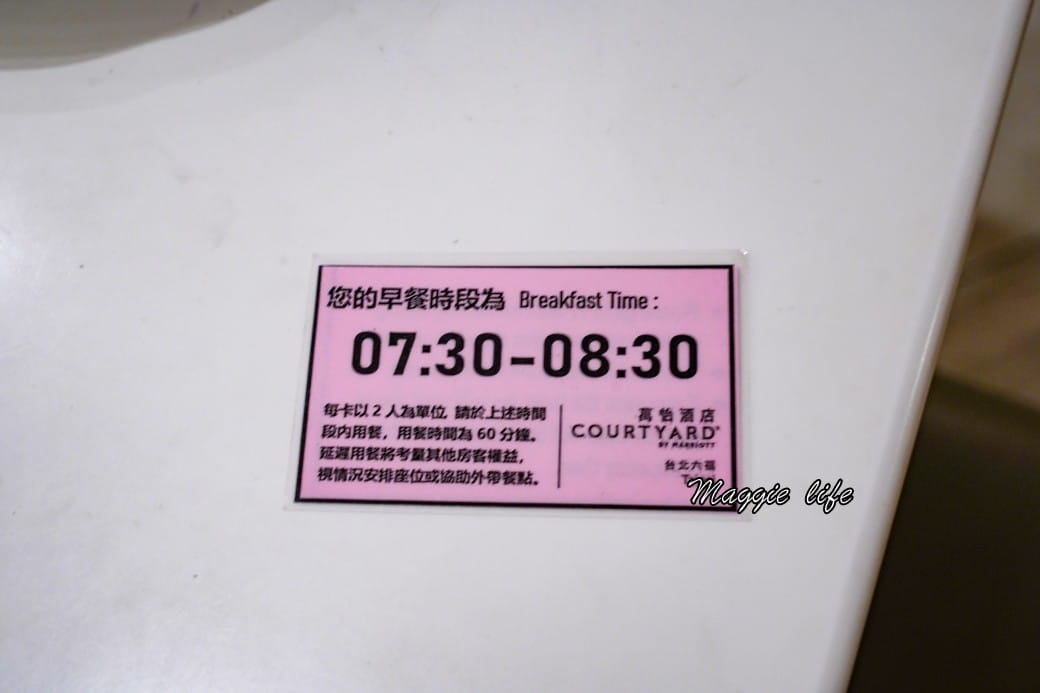 您的早餐時段為 Breakfast Time :
07:30-08:30
每卡以 2 人為單位 請於上述時間
段內用餐，用餐時間為 60 分鐘。
延遲用餐將考量其他房客權益，
視情況安排座位或協助外帶餐點。
萬怡酒店
COURTYARD®
BY MARRIOTT
台北六福
Maggie life